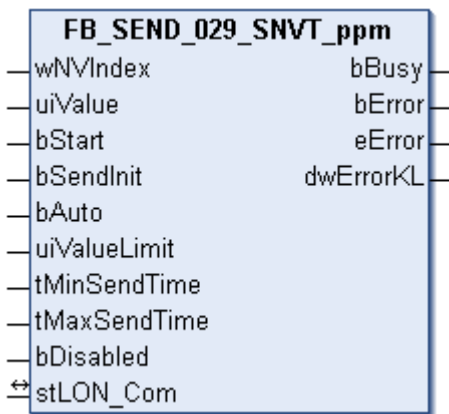 FB_SEND_029_SNVT_ppm
wNVIndex bBusy
uiValue bError
bStart eError
bSendInit dwErrorKL
bAuto
uiValueLimit
tMinSendTime
tMaxSendTime
bDisabled
stLON_Com